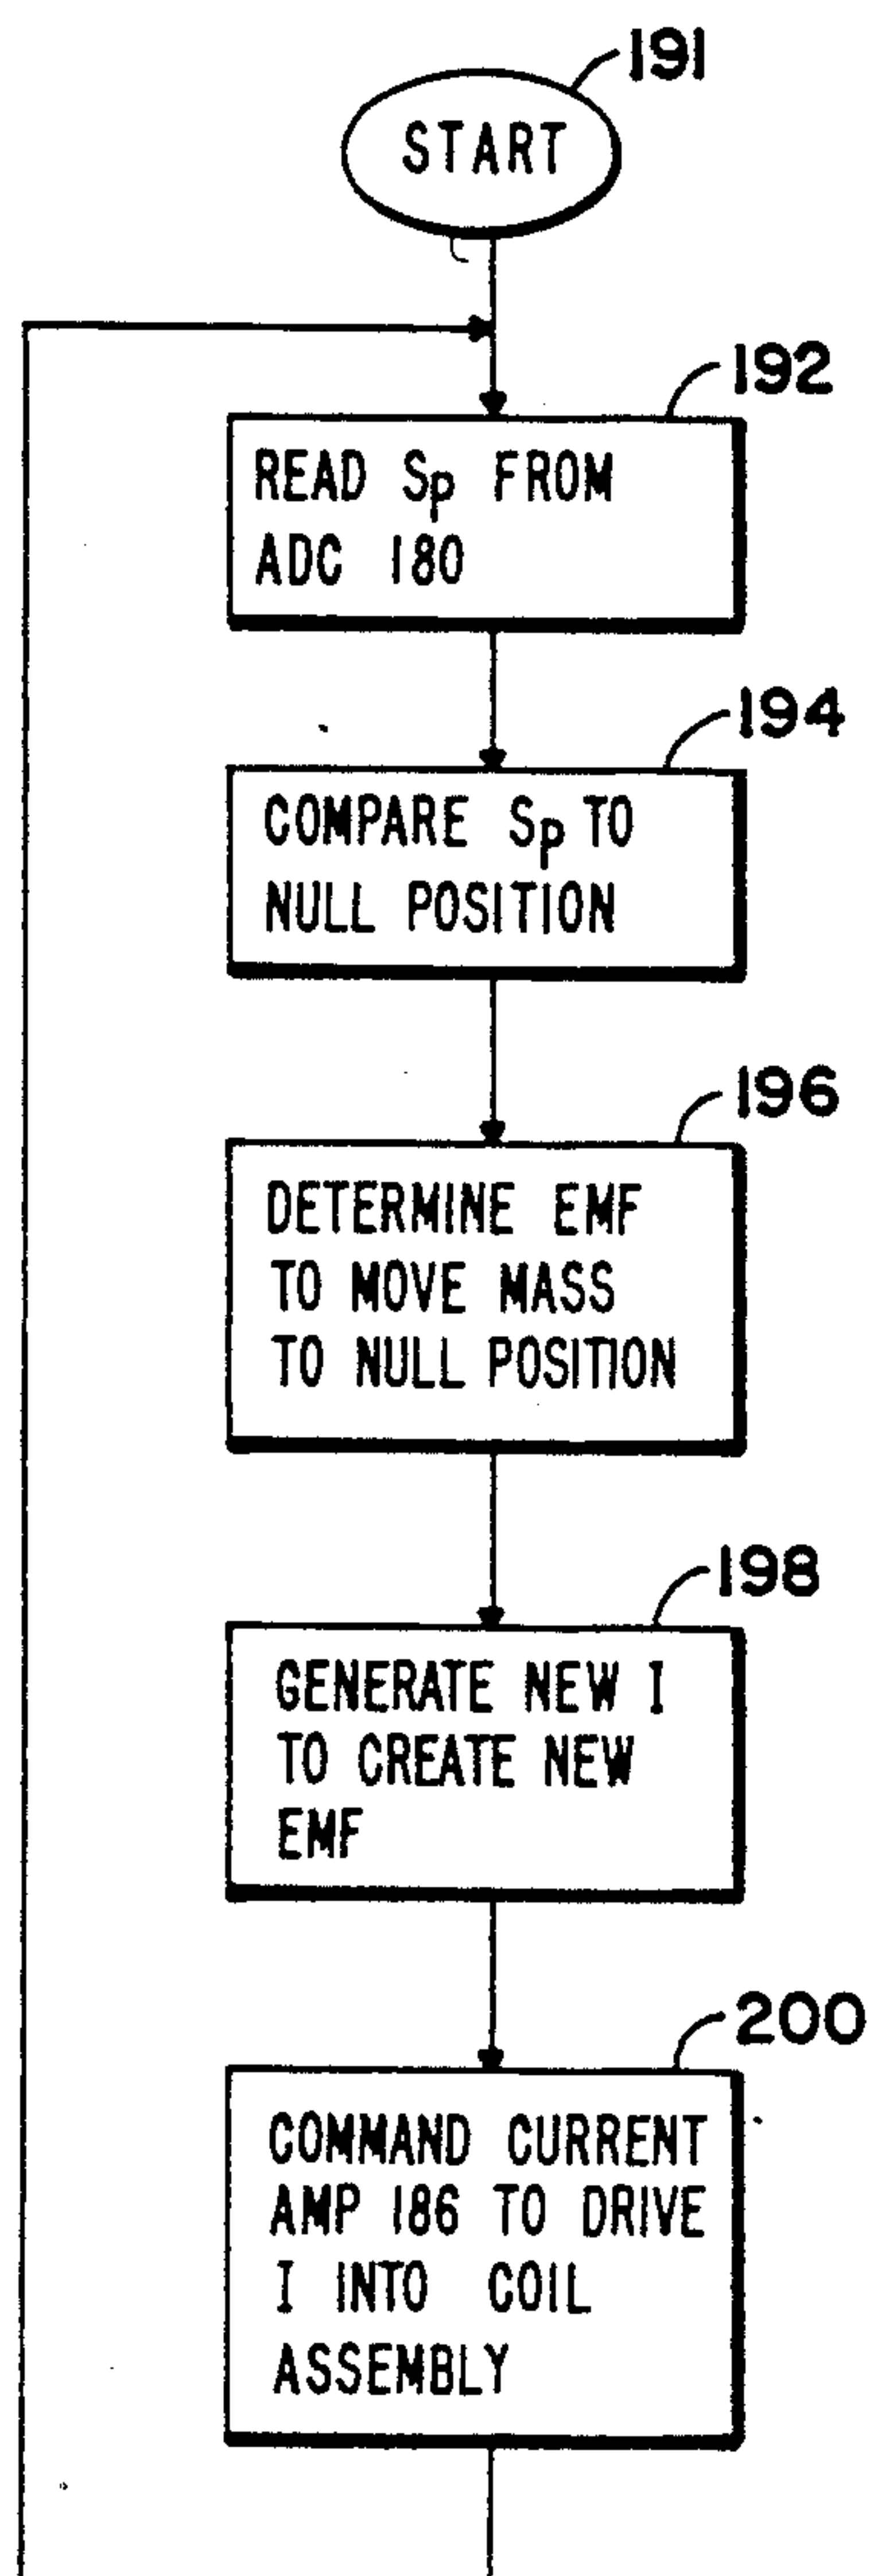 191
START
192
READ Sp FROM
ADC 180
194
COMPARE Sp TO
NULL POSITION
196
DETERMINE EMF
TO MOVE MASS
TO NULL POSITION
198
GENERATE NEW I
TO CREATE NEW
EMF
200
COMMAND CURRENT
AMP 186 TO DRIVE
I INTO COIL
ASSEMBLY